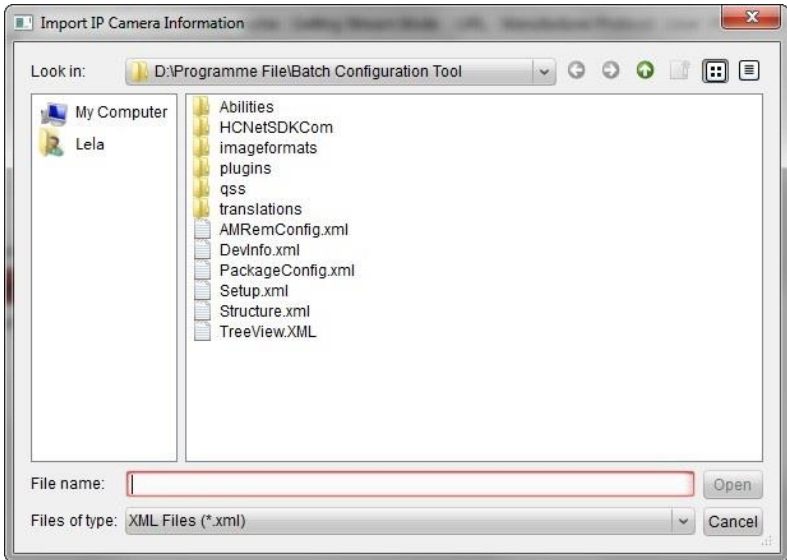 Import IP Camera Information
Look in:
D:\Programme File\Batch Configuration Tool
My Computer
Lela
Abilities
HCNetSDKCom
imageformats
plugins
qss
translations
AMRemConfig.xml
DevInfo.xml
PackageConfig.xml
Setup.xml
Structure.xml
TreeView.XML
File name:
Open
Files of type:
XML Files (*.xml)
Cancel